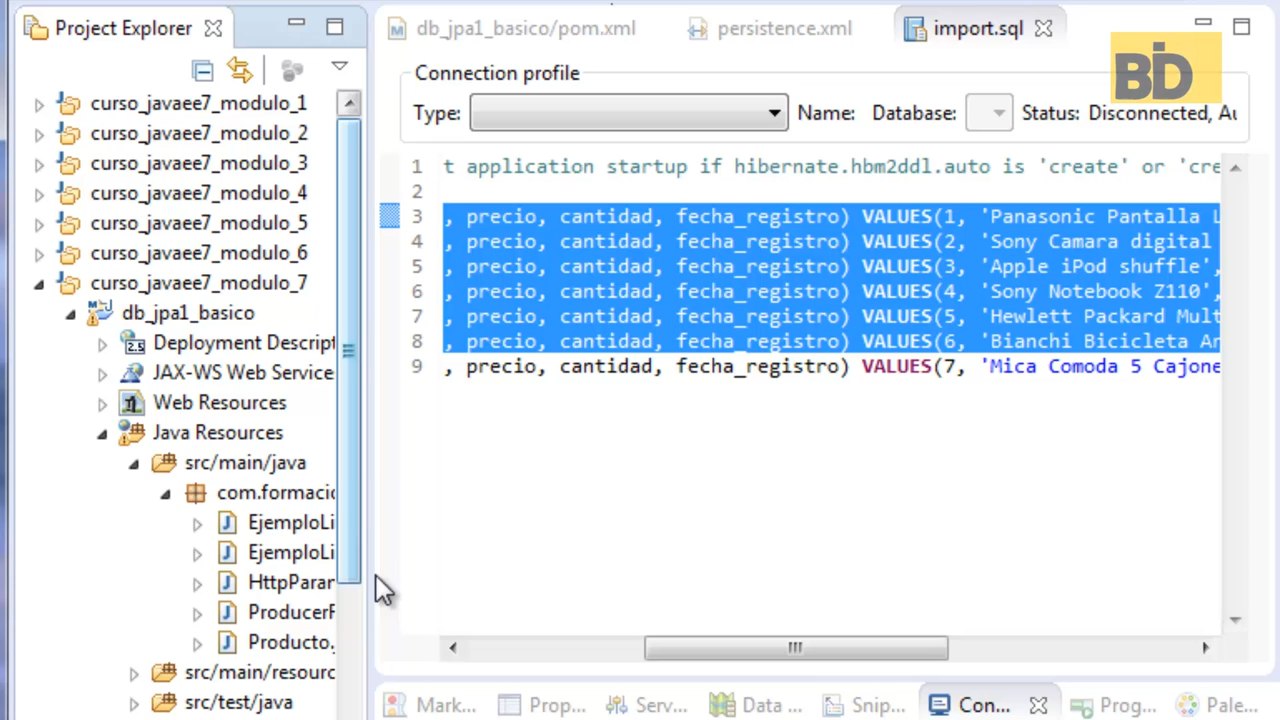 Project Explorer
db_jpa1_basico/pom.xml
persistence.xml
import.sql
BID
Connection profile
Type:
Name:
Database:
Status: Disconnected, Au
curso_javaee7_modulo_1
curso_javaee7_modulo_2
curso_javaee7_modulo_3
curso_javaee7_modulo_4
curso_javaee7_modulo_5
curso_javaee7_modulo_6
curso_javaee7_modulo_7
db_jpa1_basico
2.5 Deployment Descript
JAX-WS Web Service
Web Resources
Java Resources
src/main/java
com.formacio
EjemploLi
EjemploLi
HttpParan
ProducerF
Producto.
src/main/resourc
src/test/java
1 t application startup if hibernate.hbm2ddl.auto is 'create' or 'cre
2
3 , precio, cantidad, fecha_registro) VALUES(1, 'Panasonic Pantalla L
4 , precio, cantidad, fecha_registro) VALUES(2, 'Sony Camara digital
5 , precio, cantidad, fecha_registro) VALUES(3, 'Apple iPod shuffle',
6 , precio, cantidad, fecha_registro) VALUES(4, 'Sony Notebook Z110',
7 , precio, cantidad, fecha_registro) VALUES(5, 'Hewlett Packard Mult
8 , precio, cantidad, fecha_registro) VALUES(6, 'Bianchi Bicicleta Ar
9 , precio, cantidad, fecha_registro) VALUES(7, 'Mica Comoda 5 Cajone
Mark...
Prop...
Serv...
Data ...
Snip...
Con...
Prog...
Pale...